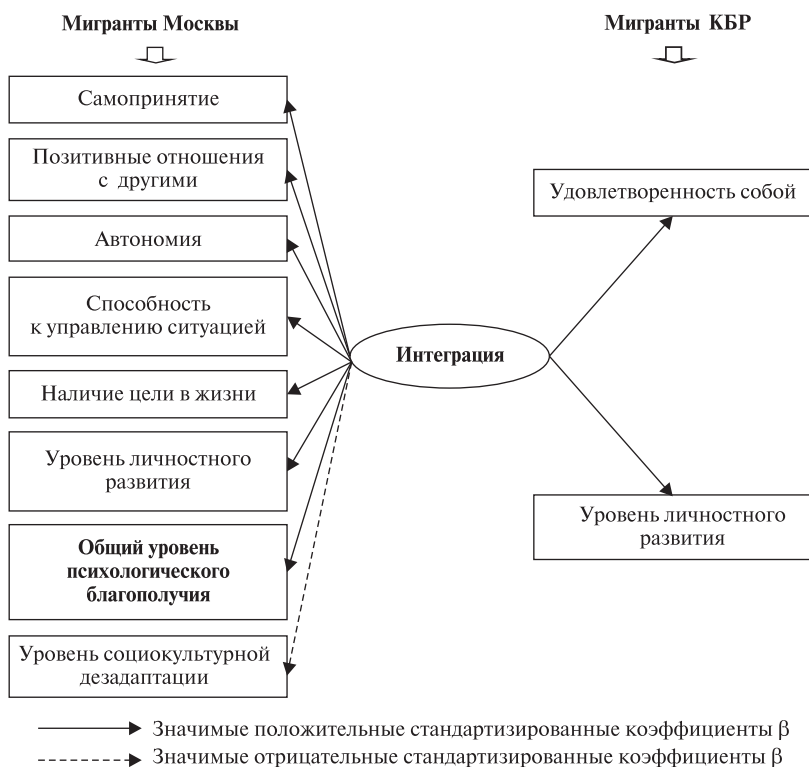 Мигранты Москвы
Мигранты КБР
Самопринятие
Позитивные отношения
с другими
Автономия
Способность
к управлению ситуацией
Наличие цели в жизни
Уровень личностного
развития
Общий уровень
психологического
благополучия
Уровень социокультурной
дезадаптации
Интеграция
Удовлетворенность собой
Уровень личностного
развития
Значимые положительные стандартизированные коэффициенты β
Значимые отрицательные стандартизированные коэффициенты β